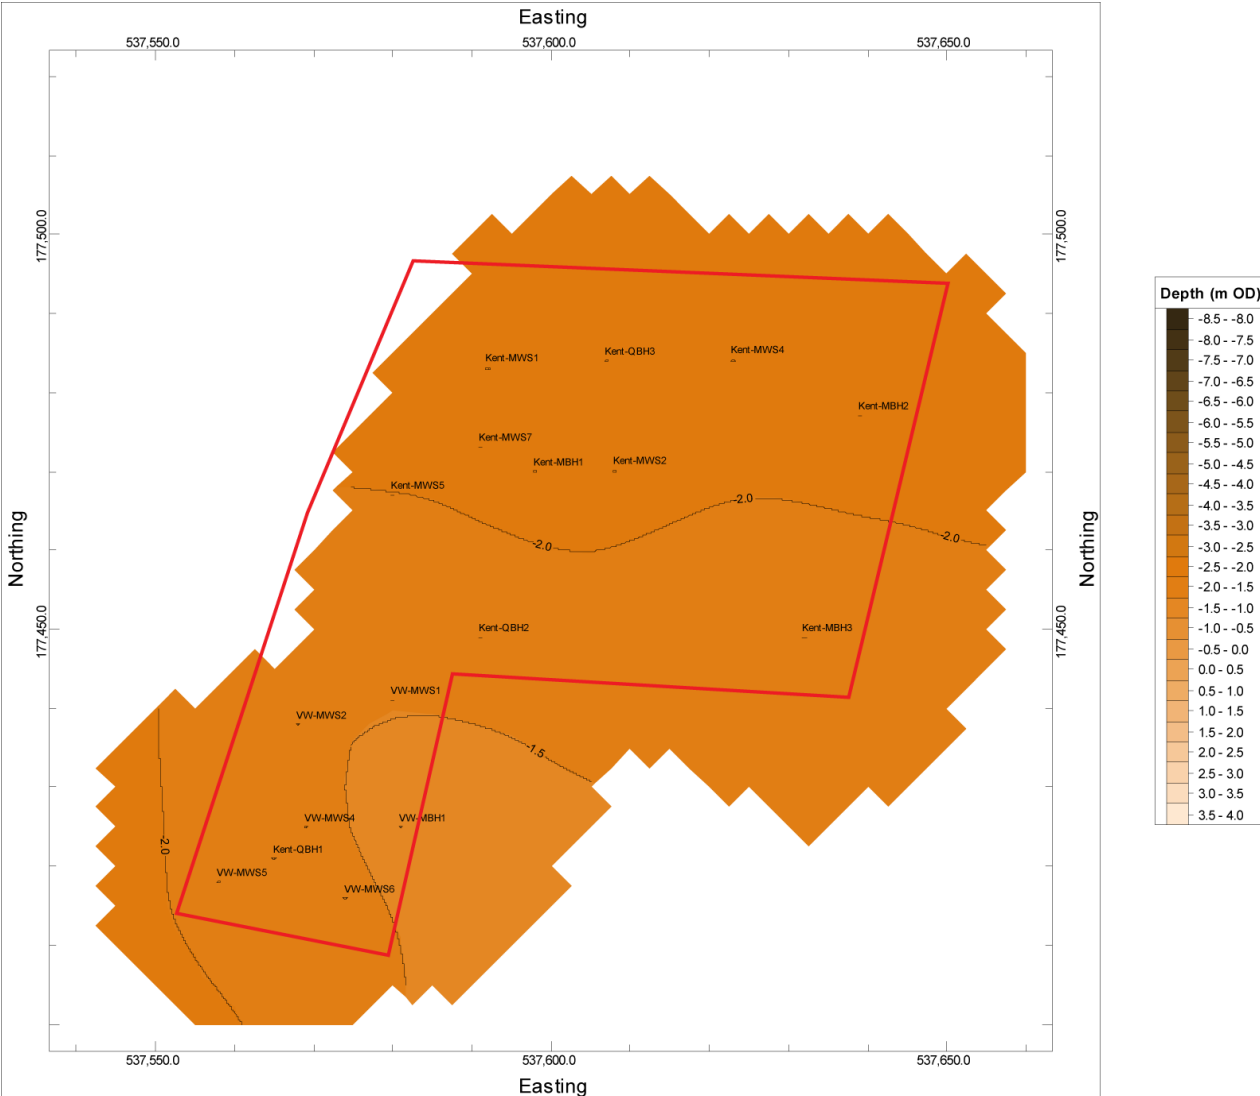 Easting
537,550.0 537,600.0 537,650.0
177,500.0 177,500.0
Depth (m OD)
-8.5 - -8.0
-8.0 - -7.5
-7.5 - -7.0
-7.0 - -6.5
-6.5 - -6.0
-6.0 - -5.5
-5.5 - -5.0
-5.0 - -4.5
-4.5 - -4.0
-4.0 - -3.5
-3.5 - -3.0
-3.0 - -2.5
-2.5 - -2.0
-2.0 - -1.5
-1.5 - -1.0
-1.0 - -0.5
-0.5 - 0.0
0.0 - 0.5
0.5 - 1.0
1.0 - 1.5
1.5 - 2.0
2.0 - 2.5
2.5 - 3.0
3.0 - 3.5
3.5 - 4.0
Kent-MWS1 Kent-QBH3 Kent-MWS4
Kent-MBH2
Kent-MWS7
Kent-MBH1 Kent-MWS2
Kent-MWS5
-2.0
-2.0
-2.0
Northing
Northing
177,450.0 177,450.0
Kent-QBH2 Kent-MBH3
VW-MWS1
VW-MWS2
-1.5
VW-MWS4 VW-MBH1
-2.0
Kent-QBH1
VW-MWS5
VW-MWS6
537,550.0 537,600.0 537,650.0
Easting